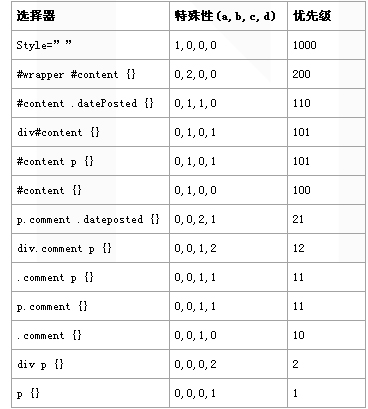 选择器 特殊性(a,b,c,d) 优先级
Style=” ” 1,0,0,0 1000
#wrapper #content {} 0,2,0,0 200
#content .datePosted {} 0,1,1,0 110
div#content {} 0,1,0,1 101
#content p {} 0,1,0,1 101
#content {} 0,1,0,0 100
p.comment .dateposted {} 0,0,2,1 21
div.comment p {} 0,0,1,2 12
.comment p {} 0,0,1,1 11
p.comment {} 0,0,1,1 11
.comment {} 0,0,1,0 10
div p {} 0,0,0,2 2
p {} 0,0,0,1 1